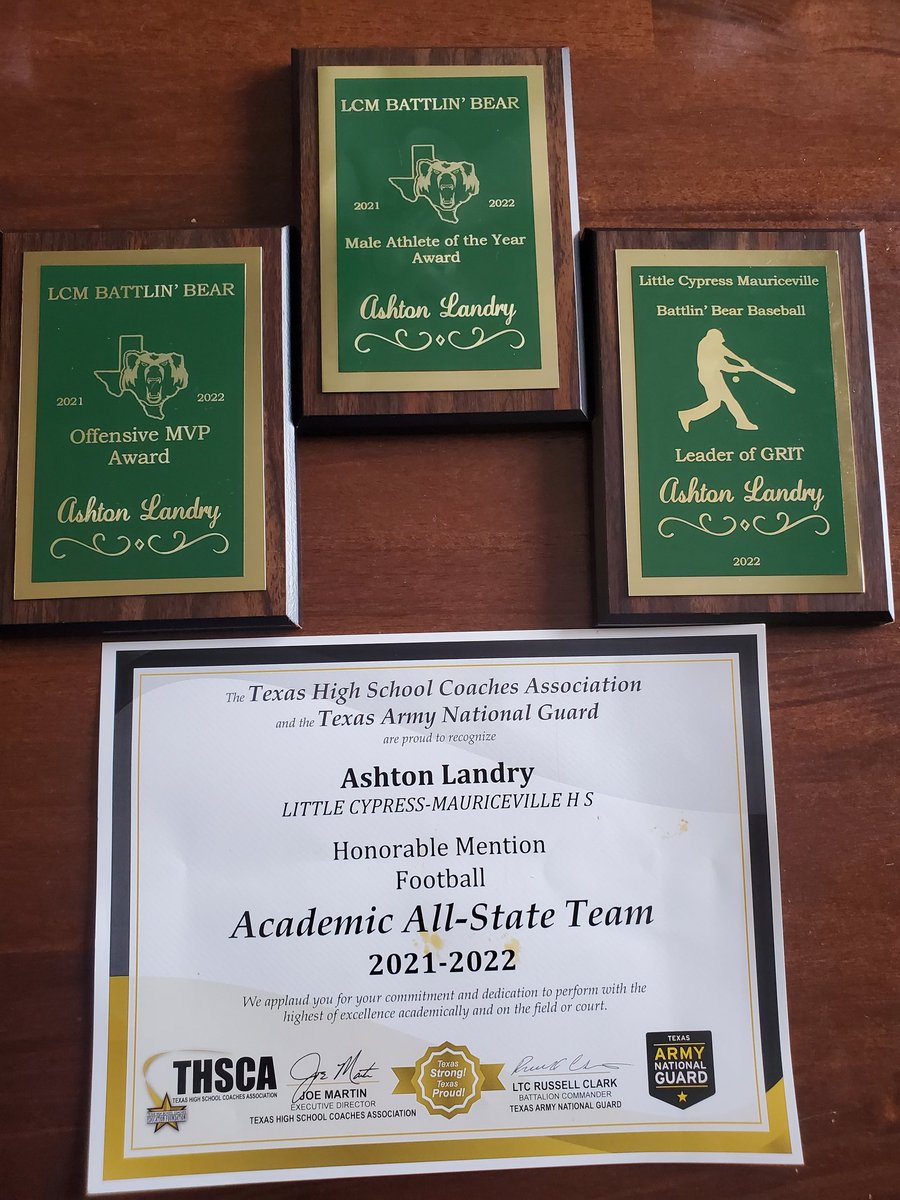 LCM BATTLIN' BEAR
2021 2022
Male Athlete of the Year
Award
Ashton Landry
LCM BATTLIN' BEAR
2021 2022
Offensive MVP
Award
Ashton Landry
Little Cypress Mauriceville
Battlin' Bear Baseball
Leader of GRIT
Ashton Landry
2022
The Texas High School Coaches Association
and the Texas Army National Guard
are proud to recognize
Ashton Landry
LITTLE CYPRESS-MAURICEVILLE H S
Honorable Mention
Football
Academic All-State Team
2021-2022
We applaud you for your commitment and dedication to perform with the
highest of excellence academically and on the field or court.
THSCA
TEXAS HIGH SCHOOL COACHES ASSOCIATION
JOE MARTIN
EXECUTIVE DIRECTOR
TEXAS HIGH SCHOOL COACHES ASSOCIATION
Texas
Strong!
Texas
Proud!
LTC RUSSELL CLARK
BATTALION COMMANDER
TEXAS ARMY NATIONAL GUARD
TEXAS
ARMY
NATIONAL
GUARD